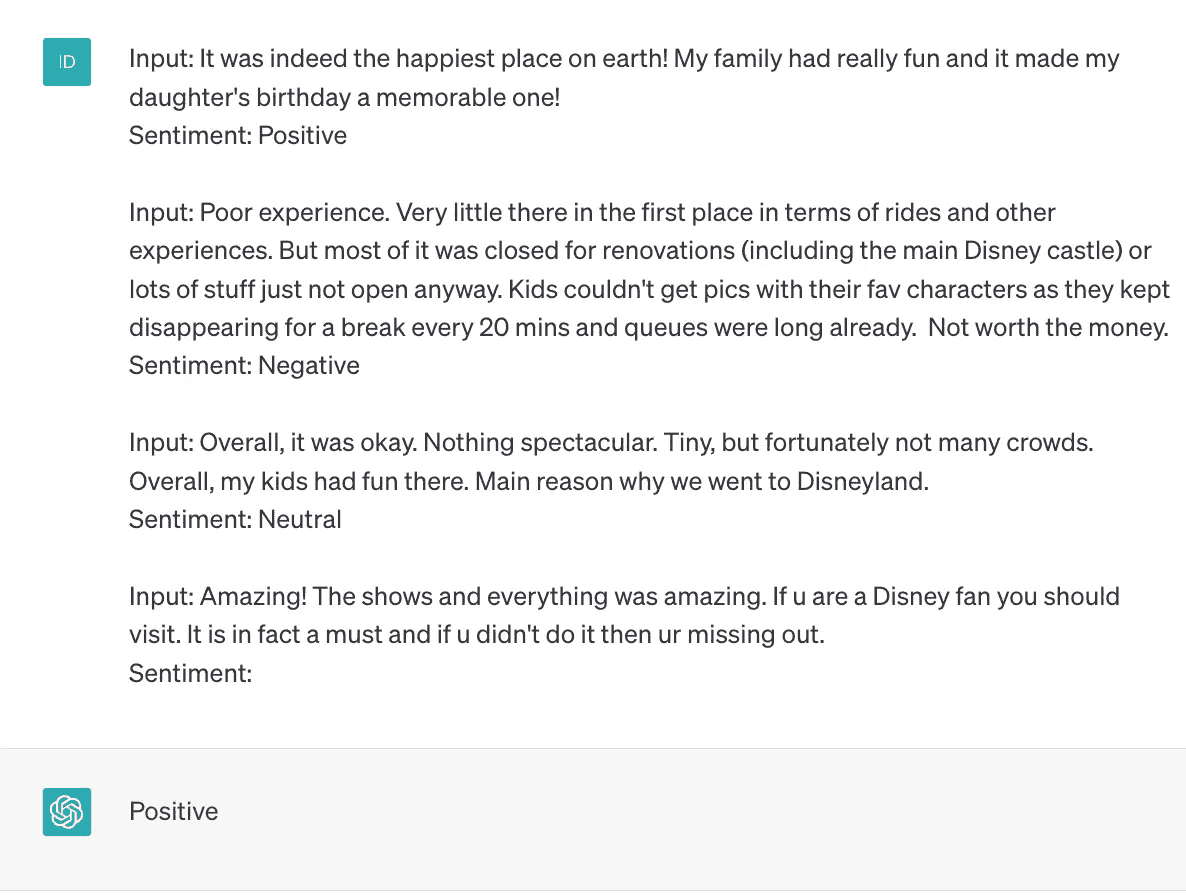 ID
Input: It was indeed the happiest place on earth! My family had really fun and it made my
daughter's birthday a memorable one!
Sentiment: Positive
Input: Poor experience. Very little there in the first place in terms of rides and other
experiences. But most of it was closed for renovations (including the main Disney castle) or
lots of stuff just not open anyway. Kids couldn't get pics with their fav characters as they kept
disappearing for a break every 20 mins and queues were long already.  Not worth the money.
Sentiment: Negative
Input: Overall, it was okay. Nothing spectacular. Tiny, but fortunately not many crowds.
Overall, my kids had fun there. Main reason why we went to Disneyland.
Sentiment: Neutral
Input: Amazing! The shows and everything was amazing. If u are a Disney fan you should
visit. It is in fact a must and if u didn't do it then ur missing out.
Sentiment:
Positive